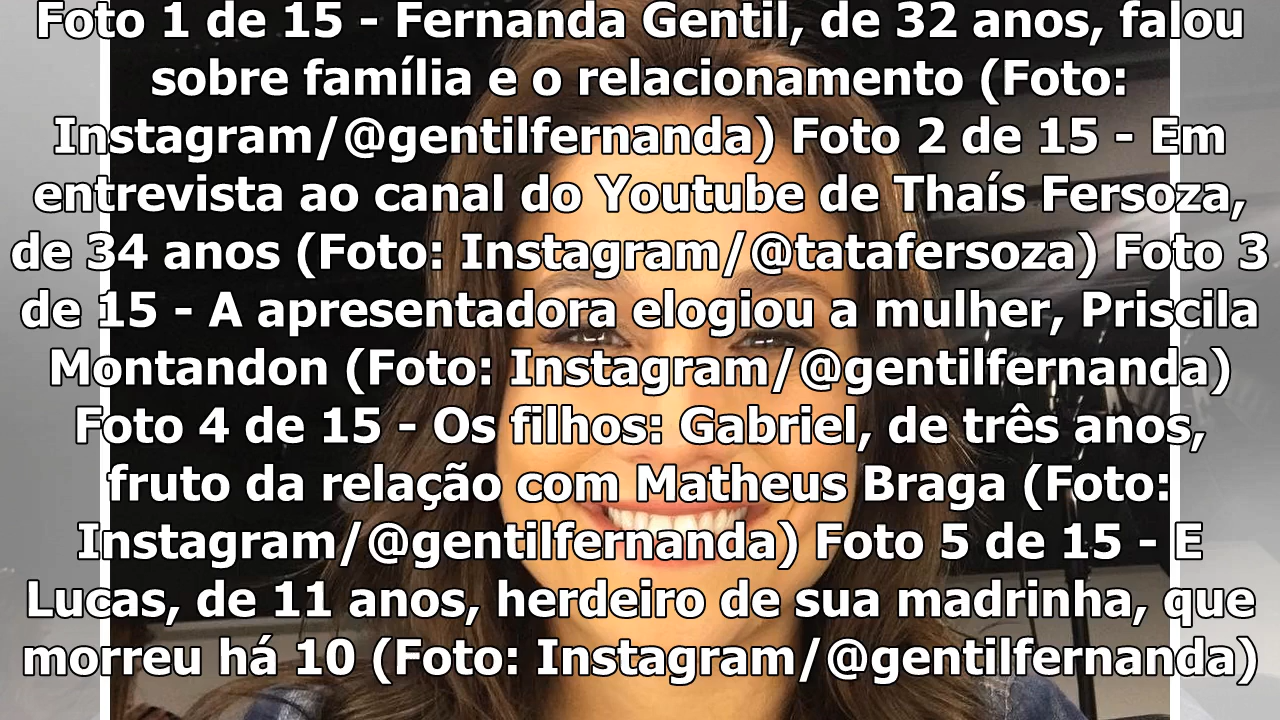 Foto 1 de 15 - Fernanda Gentil, de 32 anos, falou
sobre família e o relacionamento (Foto:
Instagram/@gentilfernanda) Foto 2 de 15 - Em
entrevista ao canal do Youtube de Thaís Fersoza,
de 34 anos (Foto: Instagram/@tatafersoza) Foto 3
de 15 - A apresentadora elogiou a mulher, Priscila
Montandon (Foto: Instagram/@gentilfernanda)
Foto 4 de 15 - Os filhos: Gabriel, de três anos,
fruto da relação com Matheus Braga (Foto:
Instagram/@gentilfernanda) Foto 5 de 15 - E
Lucas, de 11 anos, herdeiro de sua madrinha, que
morreu há 10 (Foto: Instagram/@gentilfernanda)